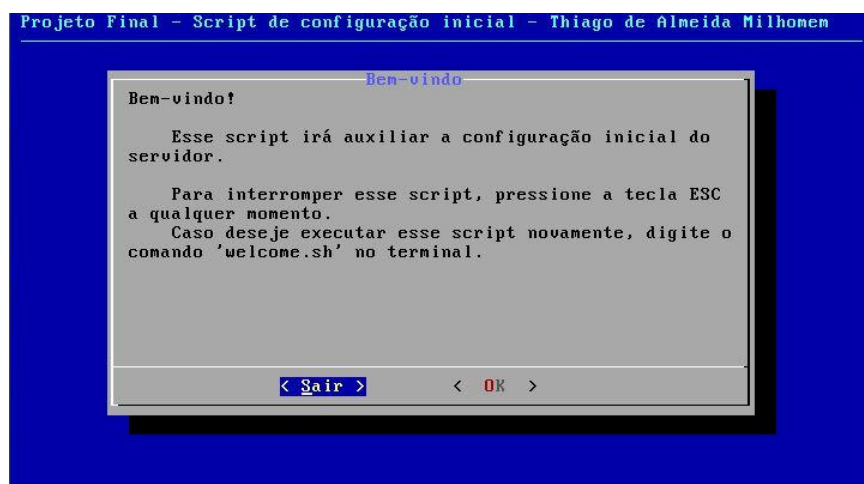 Projeto Final - Script de configuração inicial - Thiago de Almeida Milhomem
Bem-vindo
Bem-vindo!
Esse script irá auxiliar a configuração inicial do
servidor.
Para interromper esse script, pressione a tecla ESC
a qualquer momento.
Caso deseje executar esse script novamente, digite o
comando 'welcome.sh' no terminal.
< Sair > < OK >